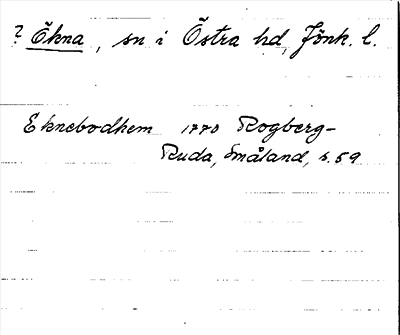 ? Ökna, sn i Östra hd, Jönk. l.
Eknebodhem 1770 Rogberg-
Ruda, Småland, s. 59